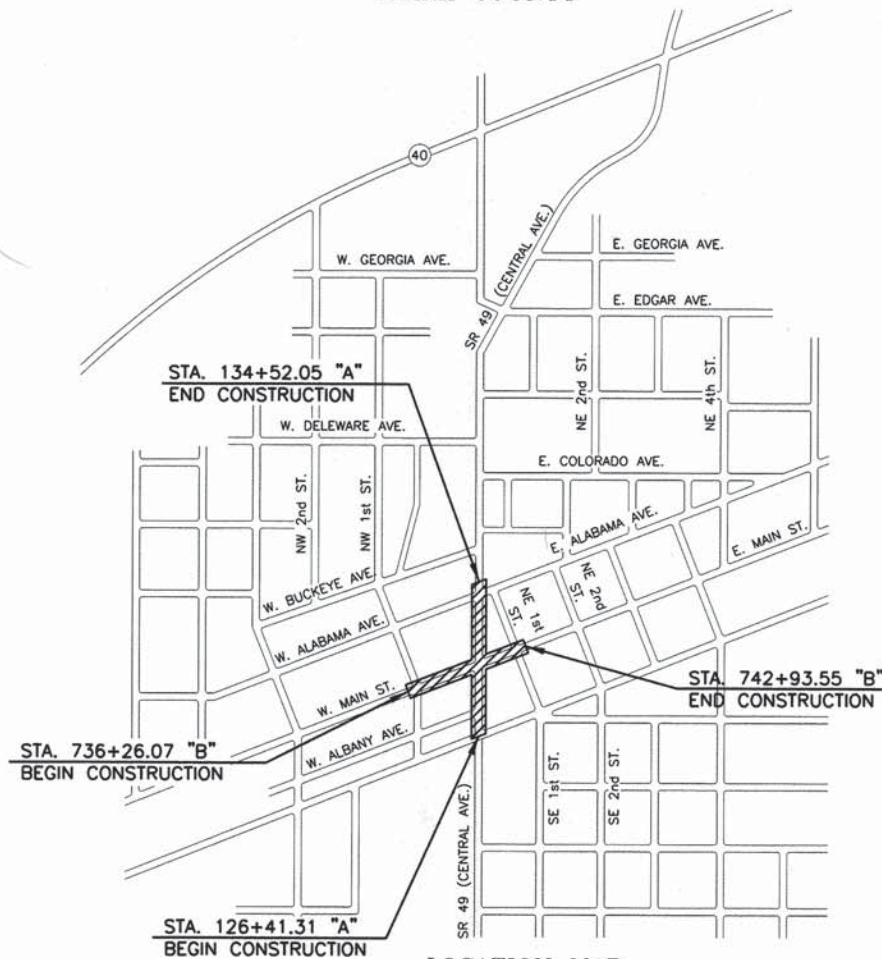 40
SR 49 (CENTRAL AVE.)
W. GEORGIA AVE.
E. GEORGIA AVE.
E. EDGAR AVE.
STA. 134+52.05 "A"
END CONSTRUCTION
NE 2nd ST.
NE 4th ST.
W. DELEWARE AVE.
E. COLORADO AVE.
NW 2nd ST.
NW 1st ST.
E. ALABAMA AVE.
E. MAIN ST.
W. BUCKEYE AVE.
NE 1st
ST.
NE 2nd
ST.
W. ALABAMA AVE.
W. MAIN ST.
STA. 742+93.55 "B"
END CONSTRUCTION
W. ALBANY AVE.
STA. 736+26.07 "B"
BEGIN CONSTRUCTION
SE 1st ST.
SE 2nd ST.
SR 49 (CENTRAL AVE.)
STA. 126+41.31 "A"
BEGIN CONSTRUCTION
LOCATION MAP